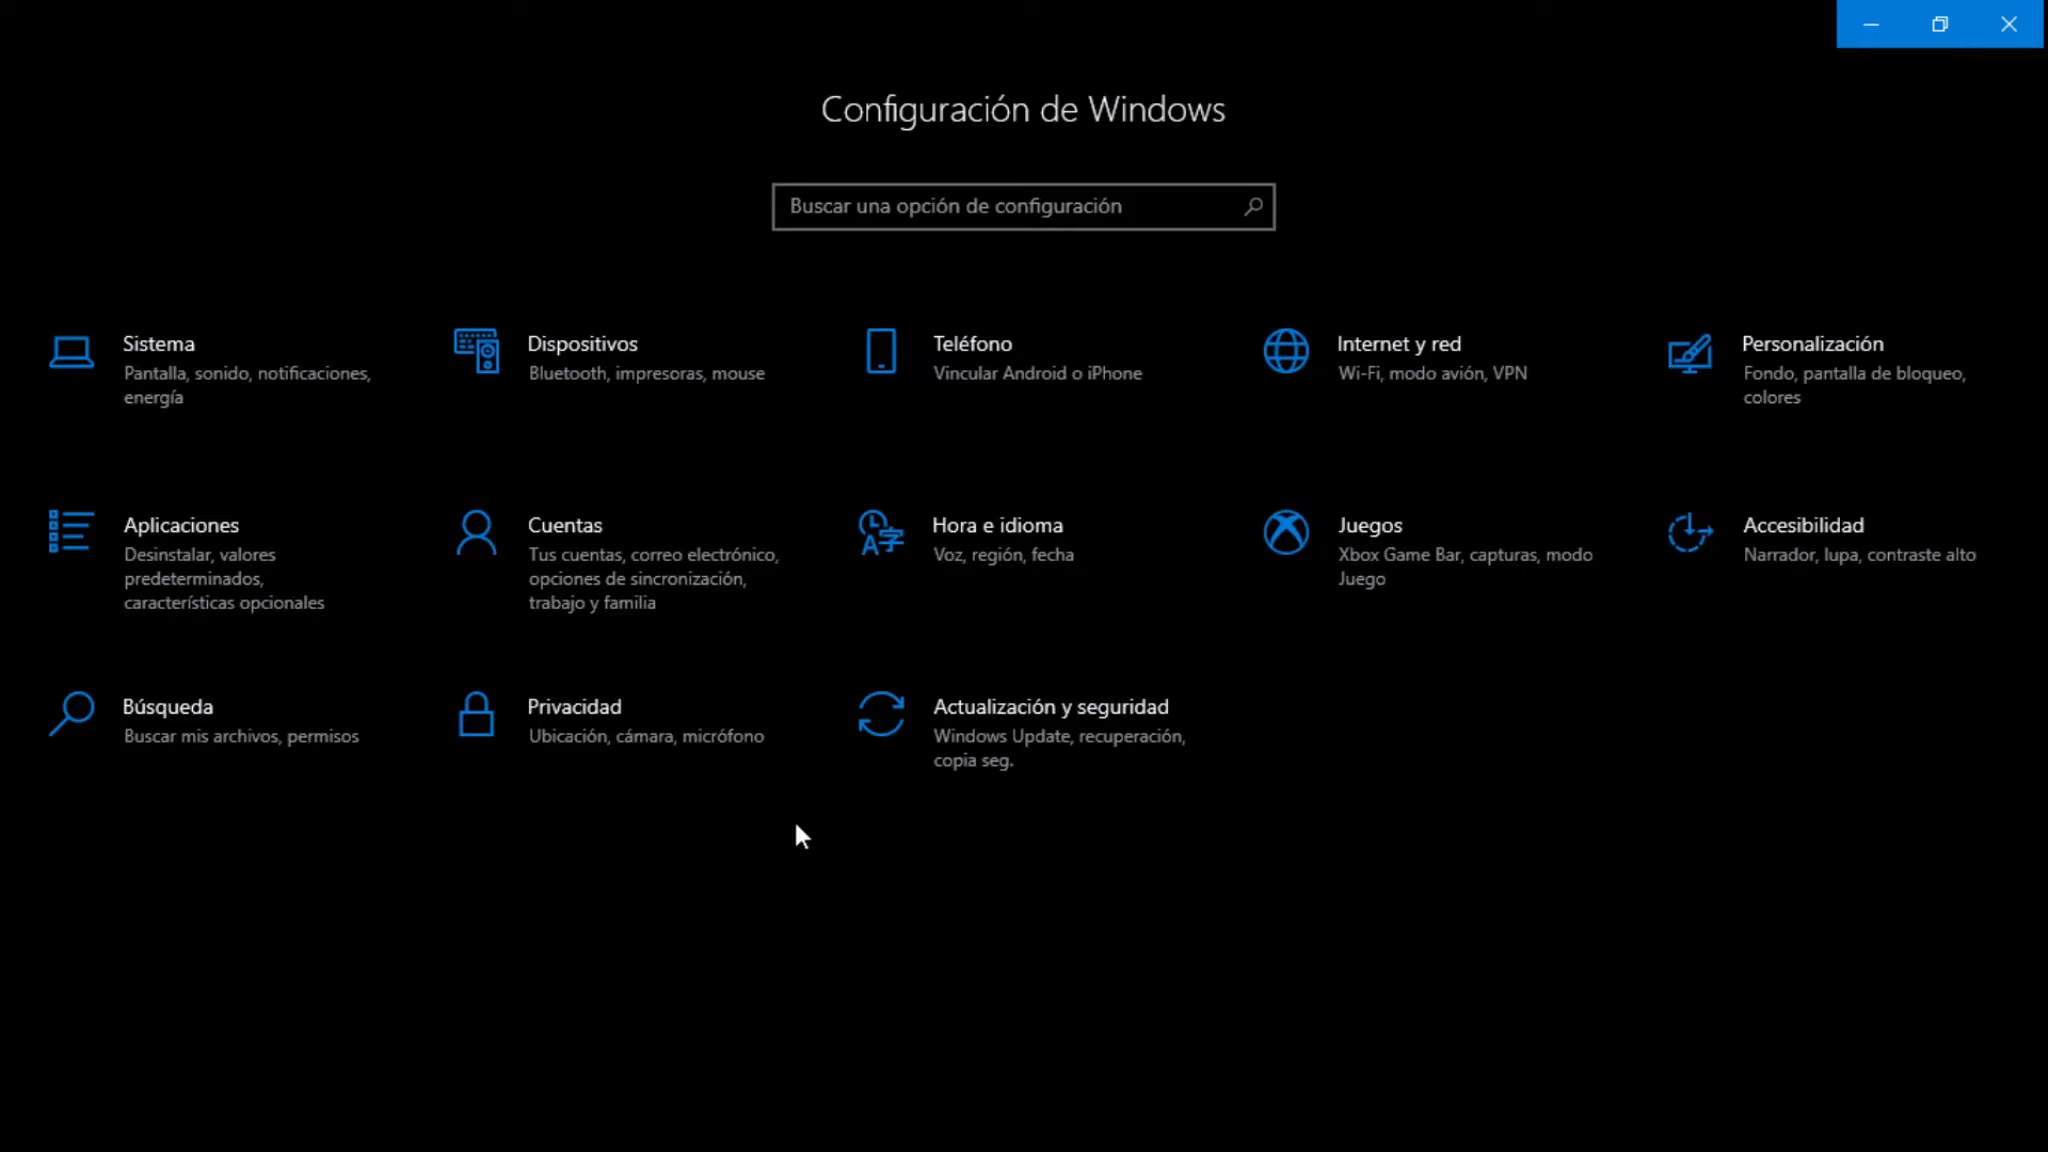 Configuración de Windows
Buscar una opción de configuración
Sistema
Pantalla, sonido, notificaciones,
energía
Dispositivos
Bluetooth, impresoras, mouse
Teléfono
Vincular Android o iPhone
Internet y red
Wi-Fi, modo avión, VPN
Personalización
Fondo, pantalla de bloqueo,
colores
Aplicaciones
Desinstalar, valores
predeterminados,
características opcionales
Cuentas
Tus cuentas, correo electrónico,
opciones de sincronización,
trabajo y familia
Hora e idioma
Voz, región, fecha
Juegos
Xbox Game Bar, capturas, modo
Juego
Accesibilidad
Narrador, lupa, contraste alto
Búsqueda
Buscar mis archivos, permisos
Privacidad
Ubicación, cámara, micrófono
Actualización y seguridad
Windows Update, recuperación,
copia seg.